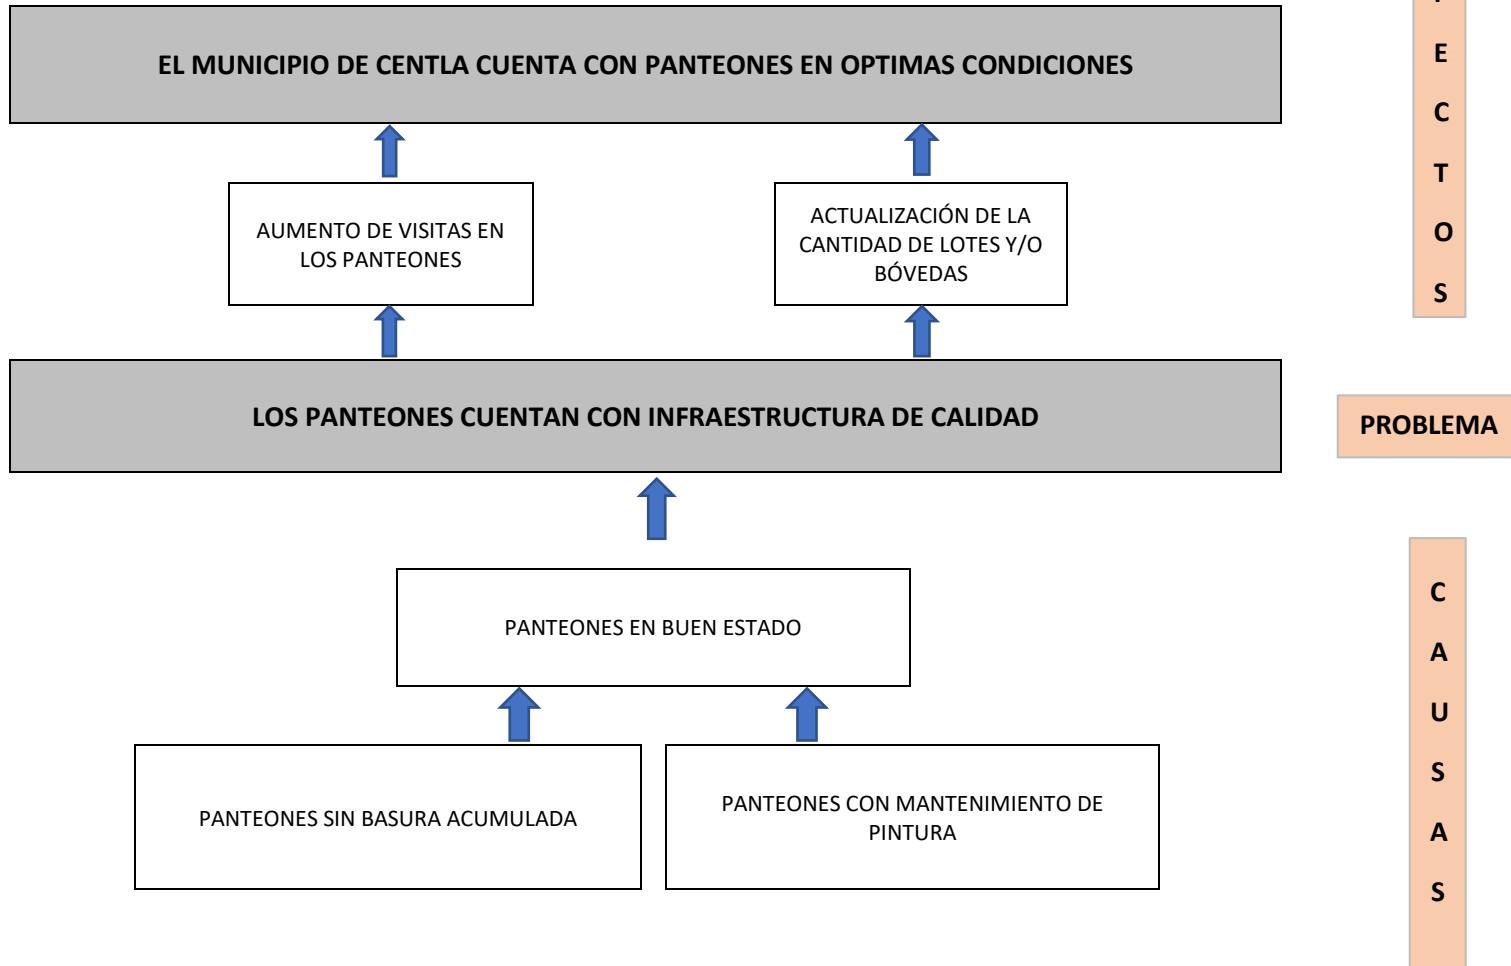 EL MUNICIPIO DE CENTLA CUENTA CON PANTEONES EN OPTIMAS CONDICIONES
AUMENTO DE VISITAS EN
LOS PANTEONES
ACTUALIZACIÓN DE LA
CANTIDAD DE LOTES Y/O
BÓVEDAS
LOS PANTEONES CUENTAN CON INFRAESTRUCTURA DE CALIDAD
PANTEONES EN BUEN ESTADO
PANTEONES SIN BASURA ACUMULADA
PANTEONES CON MANTENIMIENTO DE
PINTURA
E
C
T
O
S
PROBLEMA
C
A
U
S
A
S